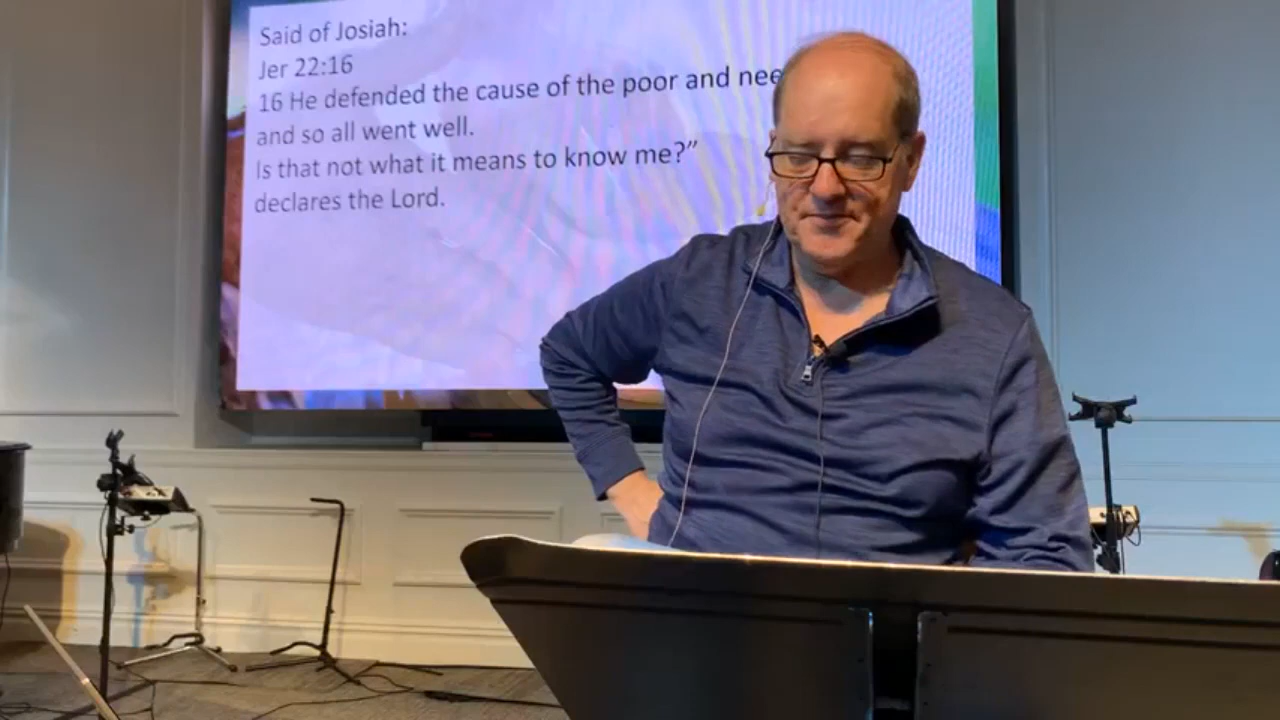 Said of Josiah:
Jer 22:16
16 He defended the cause of the poor and nee
and so all went well.
Is that not what it means to know me?”
declares the Lord.